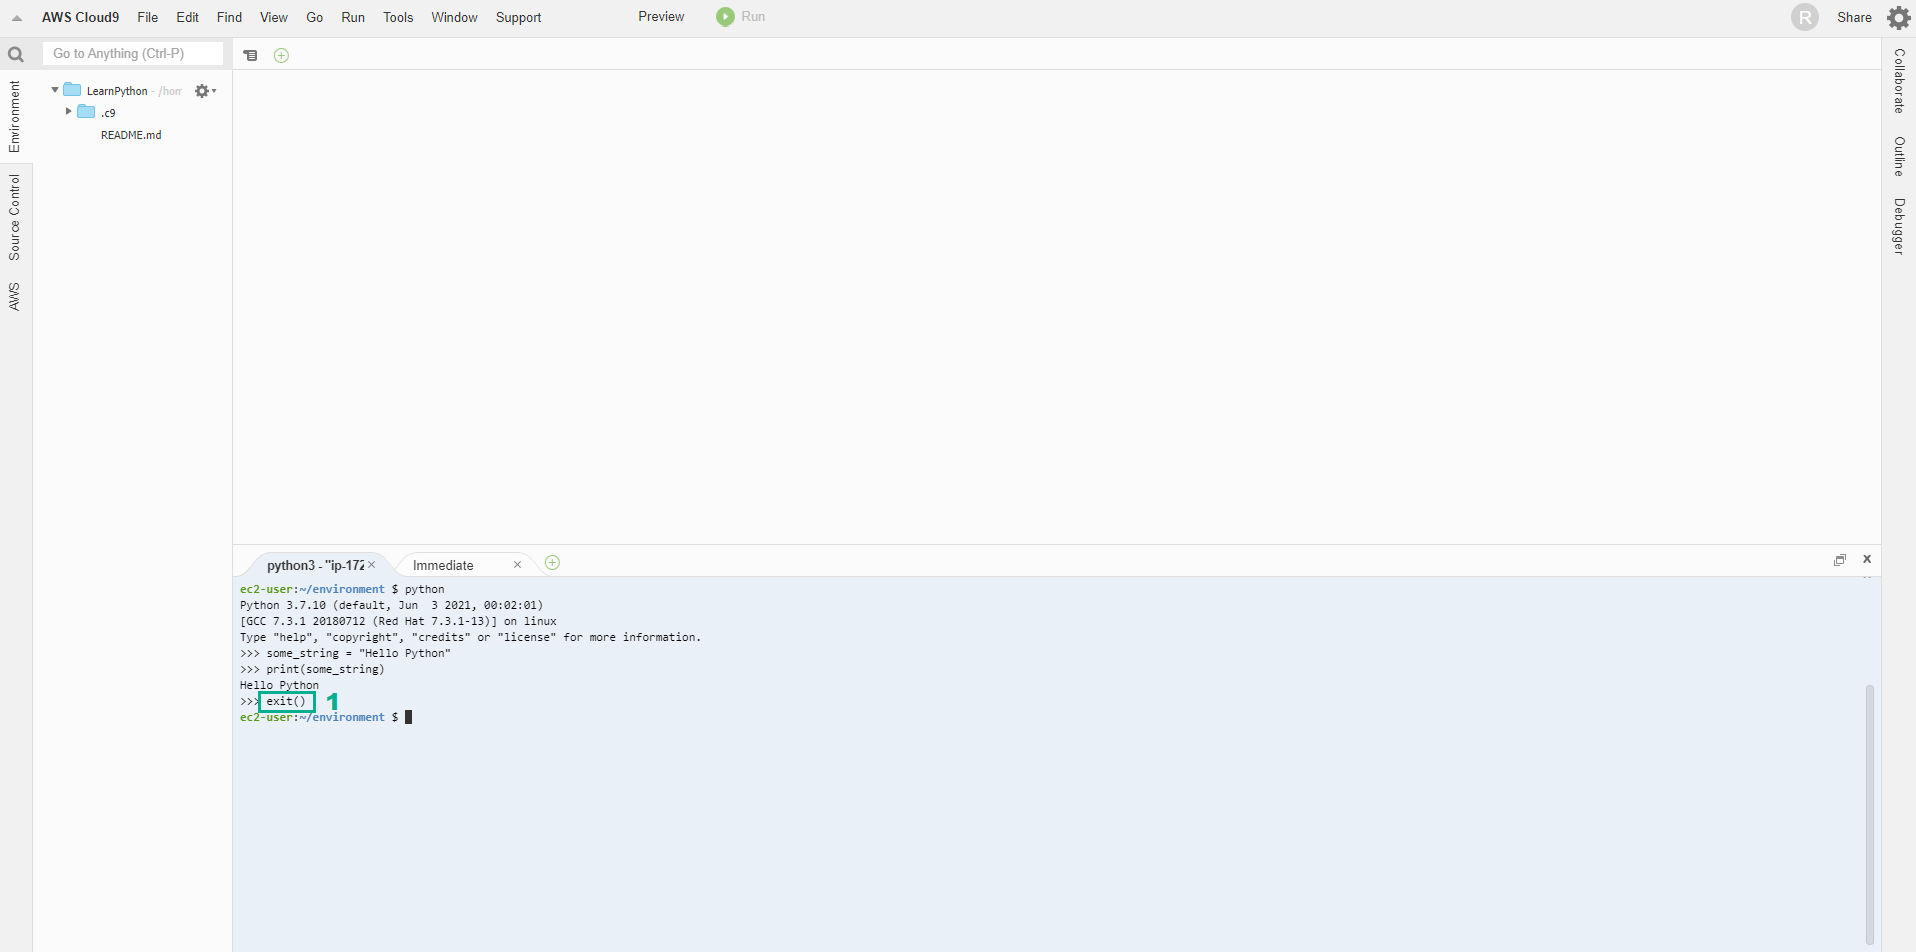 AWS Cloud9 File Edit Find View Go Run Tools Window Support Preview Run R Share
Go to Anything (Ctrl-P)
Environment
Source Control
AWS
LearnPython - /hom
.c9
README.md
Collaborate
Outline
Debugger
python3 - "ip-172 × Immediate ×
ec2-user:~/environment $ python
Python 3.7.10 (default, Jun  3 2021, 00:02:01)
[GCC 7.3.1 20180712 (Red Hat 7.3.1-13)] on linux
Type "help", "copyright", "credits" or "license" for more information.
>>> some_string = "Hello Python"
>>> print(some_string)
Hello Python
>>> exit() 1
ec2-user:~/environment $